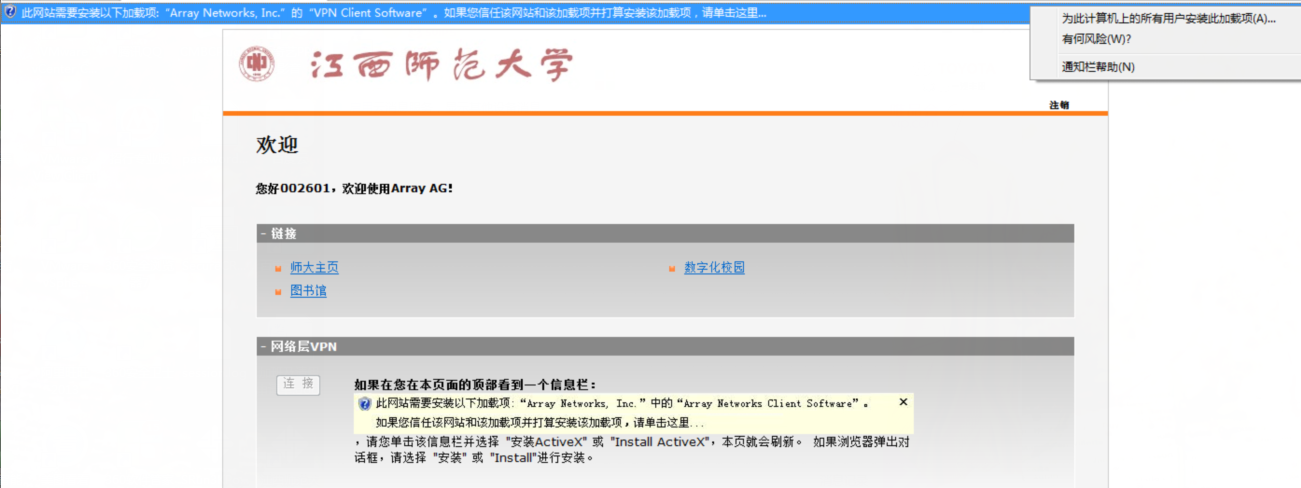 此网站需要安装以下加载项:“Array Networks, Inc.”的“VPN Client Software”。如果您信任该网站和该加载项并打算安装该加载项，请单击这里...
为此计算机上的所有用户安装此加载项(A)...
有何风险(W)?
通知栏帮助(N)
江西师范大学
注销
欢迎
您好002601，欢迎使用Array AG!
- 链接
师大主页
数字化校园
图书馆
- 网络层VPN
连 接
如果在您在本页面的顶部看到一个信息栏：
此网站需要安装以下加载项:“Array Networks, Inc.”中的“Array Networks Client Software”。
如果您信任该网站和该加载项并打算安装该加载项，请单击这里...
，请您单击该信息栏并选择 "安装ActiveX" 或 "Install ActiveX"，本页就会刷新。 如果浏览器弹出对
话框，请选择 "安装" 或 "Install"进行安装。